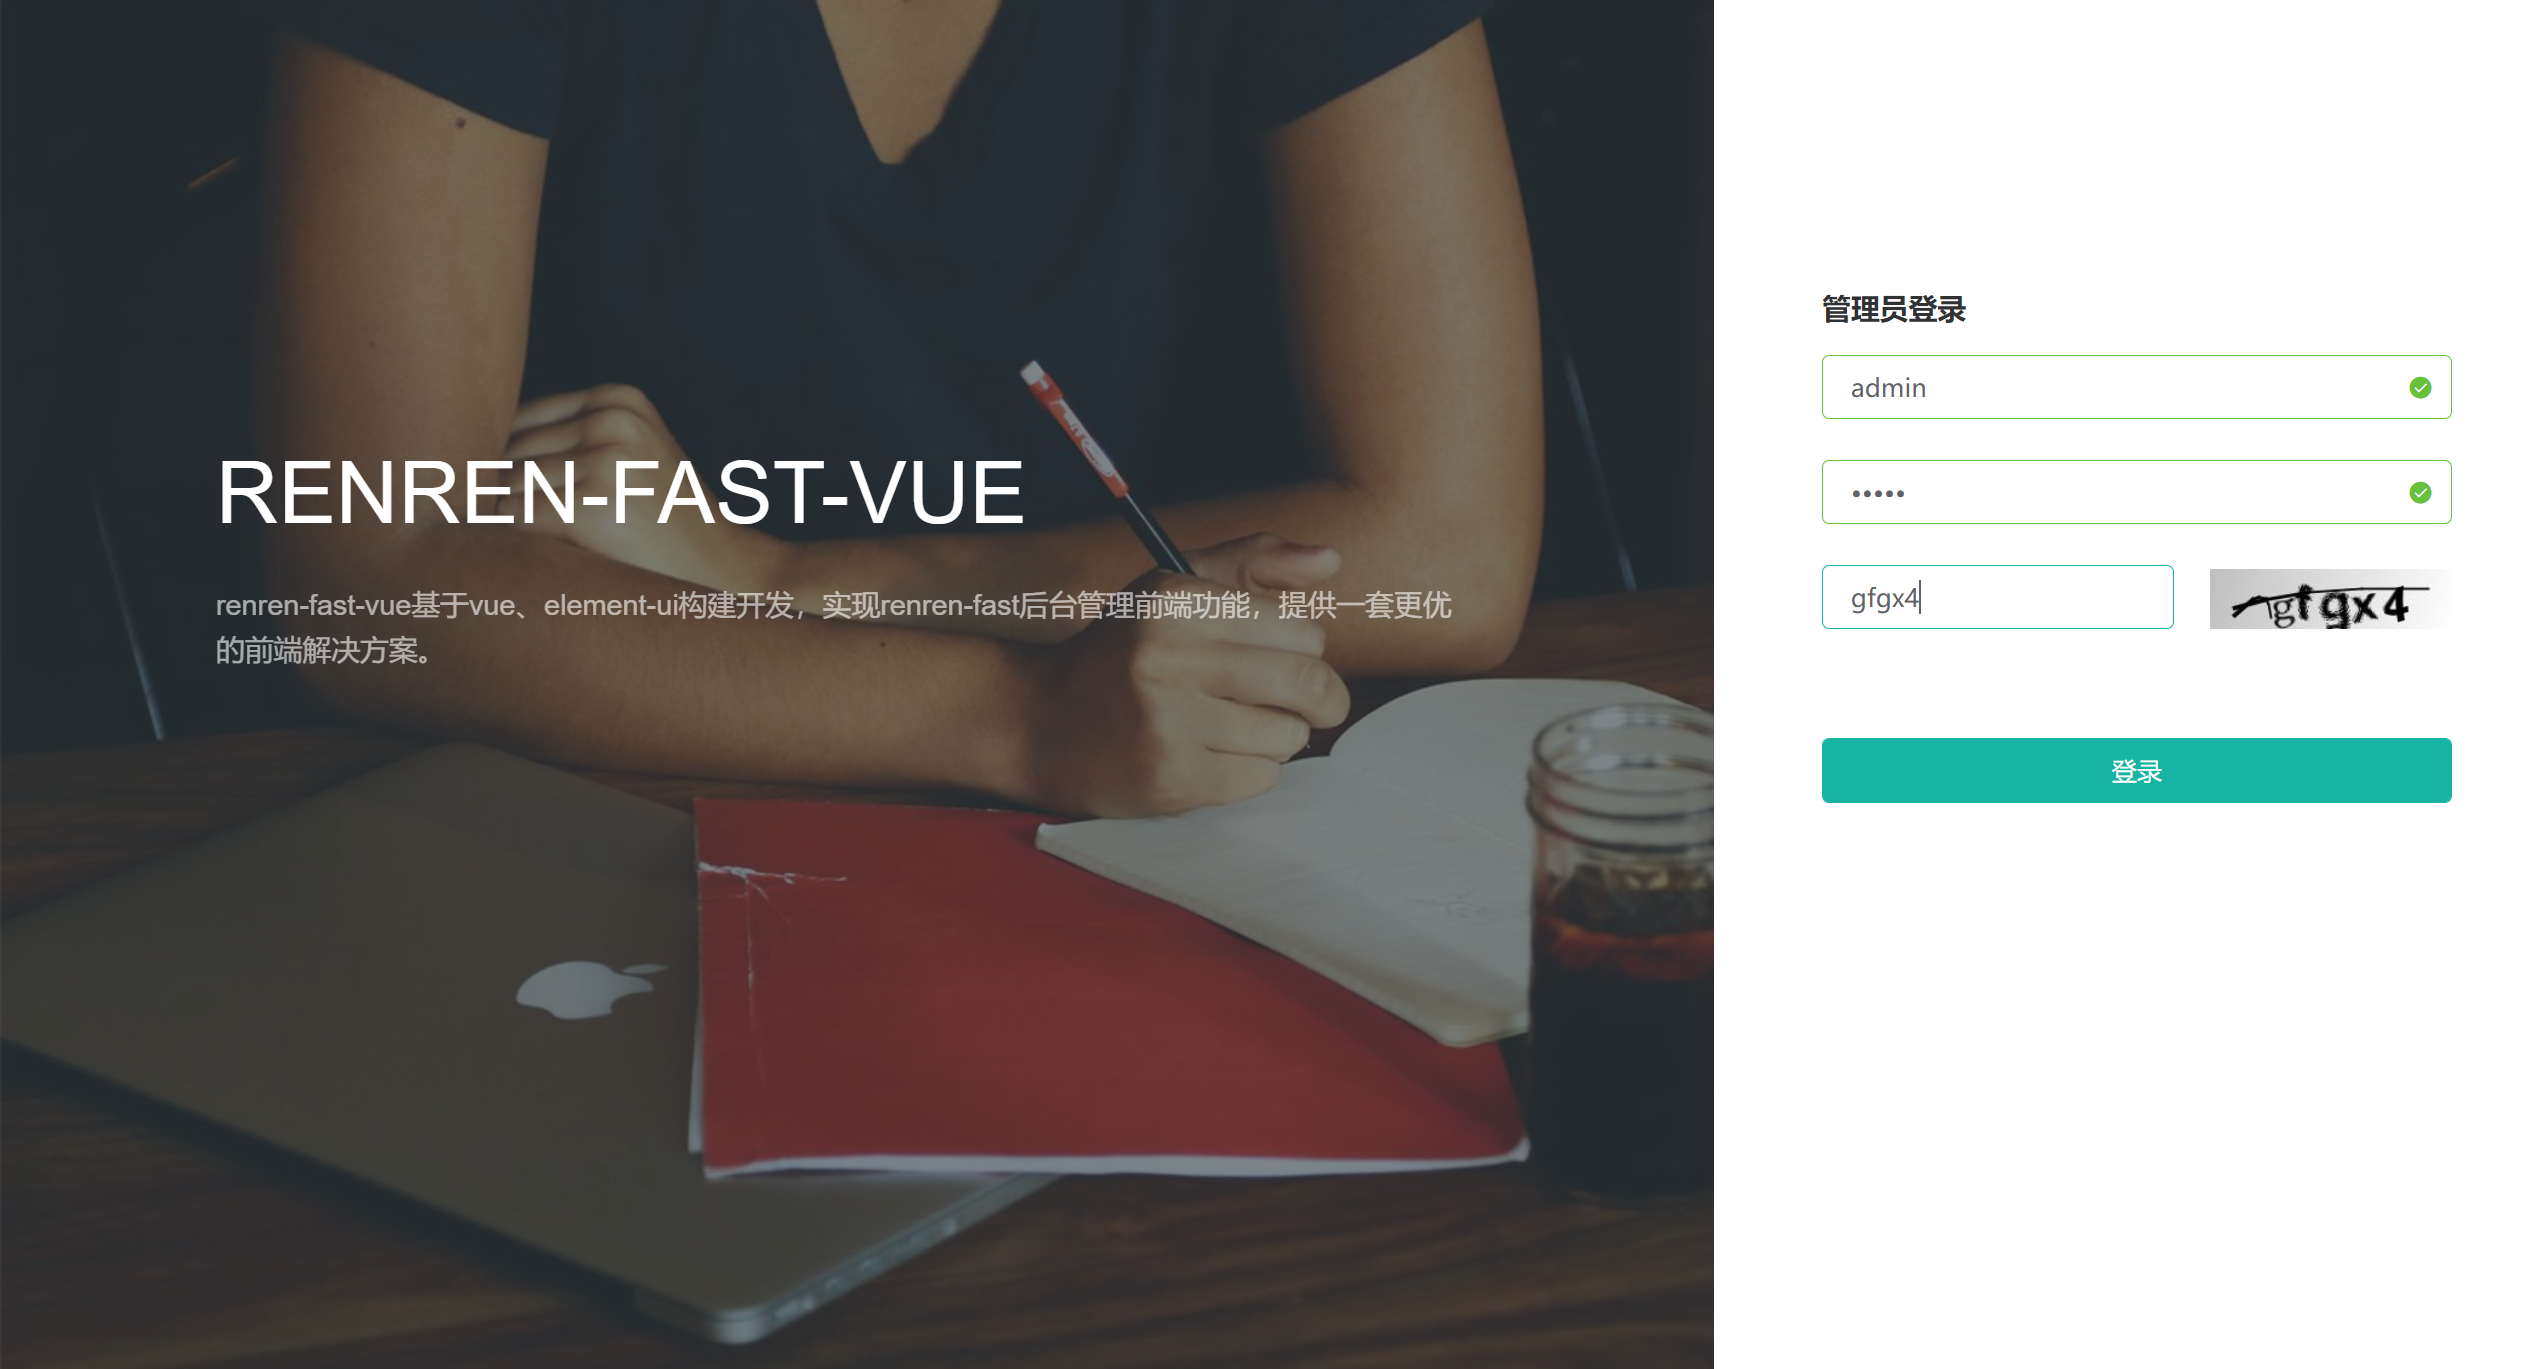 RENREN-FAST-VUE
renren-fast-vue基于vue、element-ui构建开发，实现renren-fast后台管理前端功能，提供一套更优
的前端解决方案。
管理员登录
admin
•••••
gfgx4
gfgx4
登录